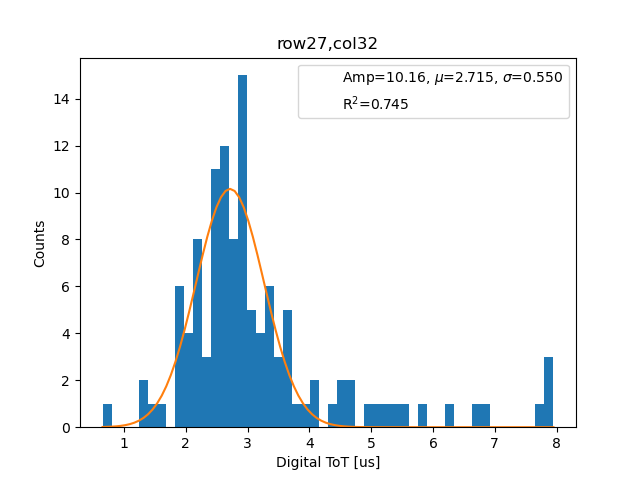 row27,col32
Amp=10.16, μ=2.715, σ=0.550
R²=0.745
14
12
10
8
6
4
2
0
Counts
1 2 3 4 5 6 7 8
Digital ToT [us]